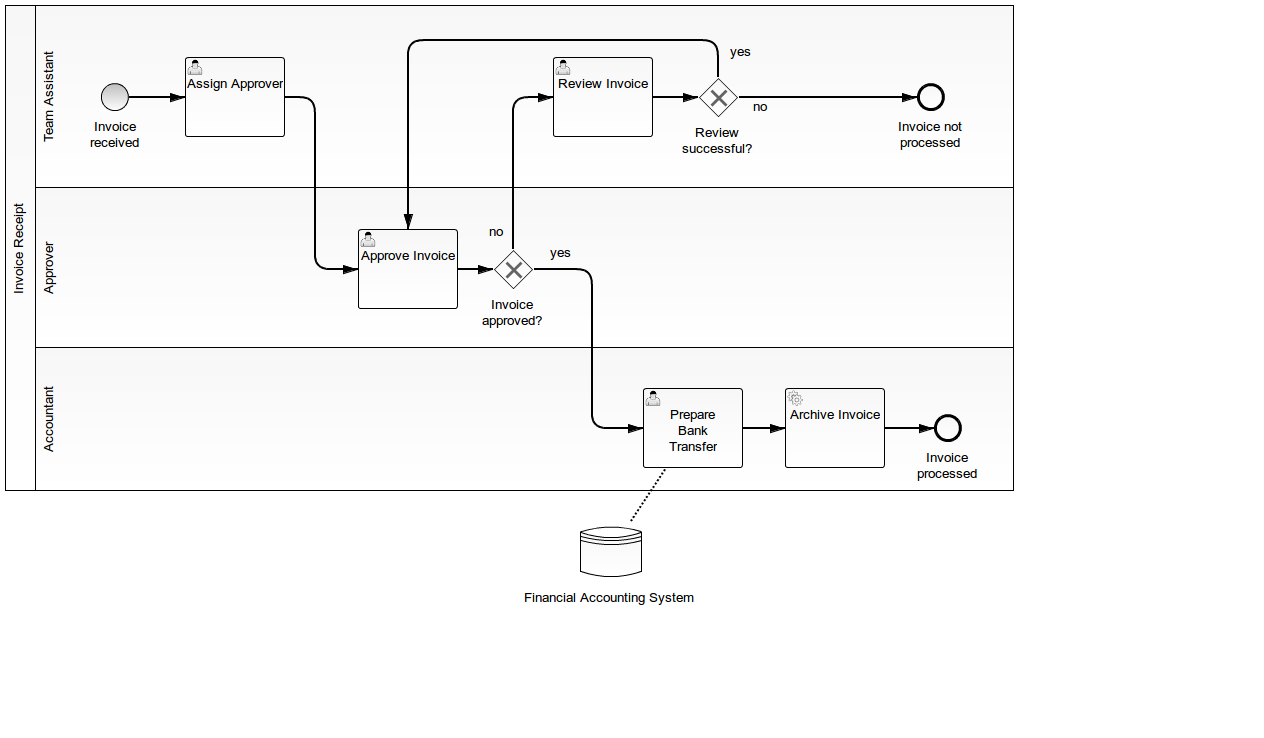 Invoice Receipt
Team Assistant
Invoice
received
Assign Approver
Review Invoice
yes
no
Review
successful?
Invoice not
processed
Approver
Approve Invoice
no
yes
Invoice
approved?
Accountant
Prepare
Bank
Transfer
Archive Invoice
Invoice
processed
Financial Accounting System